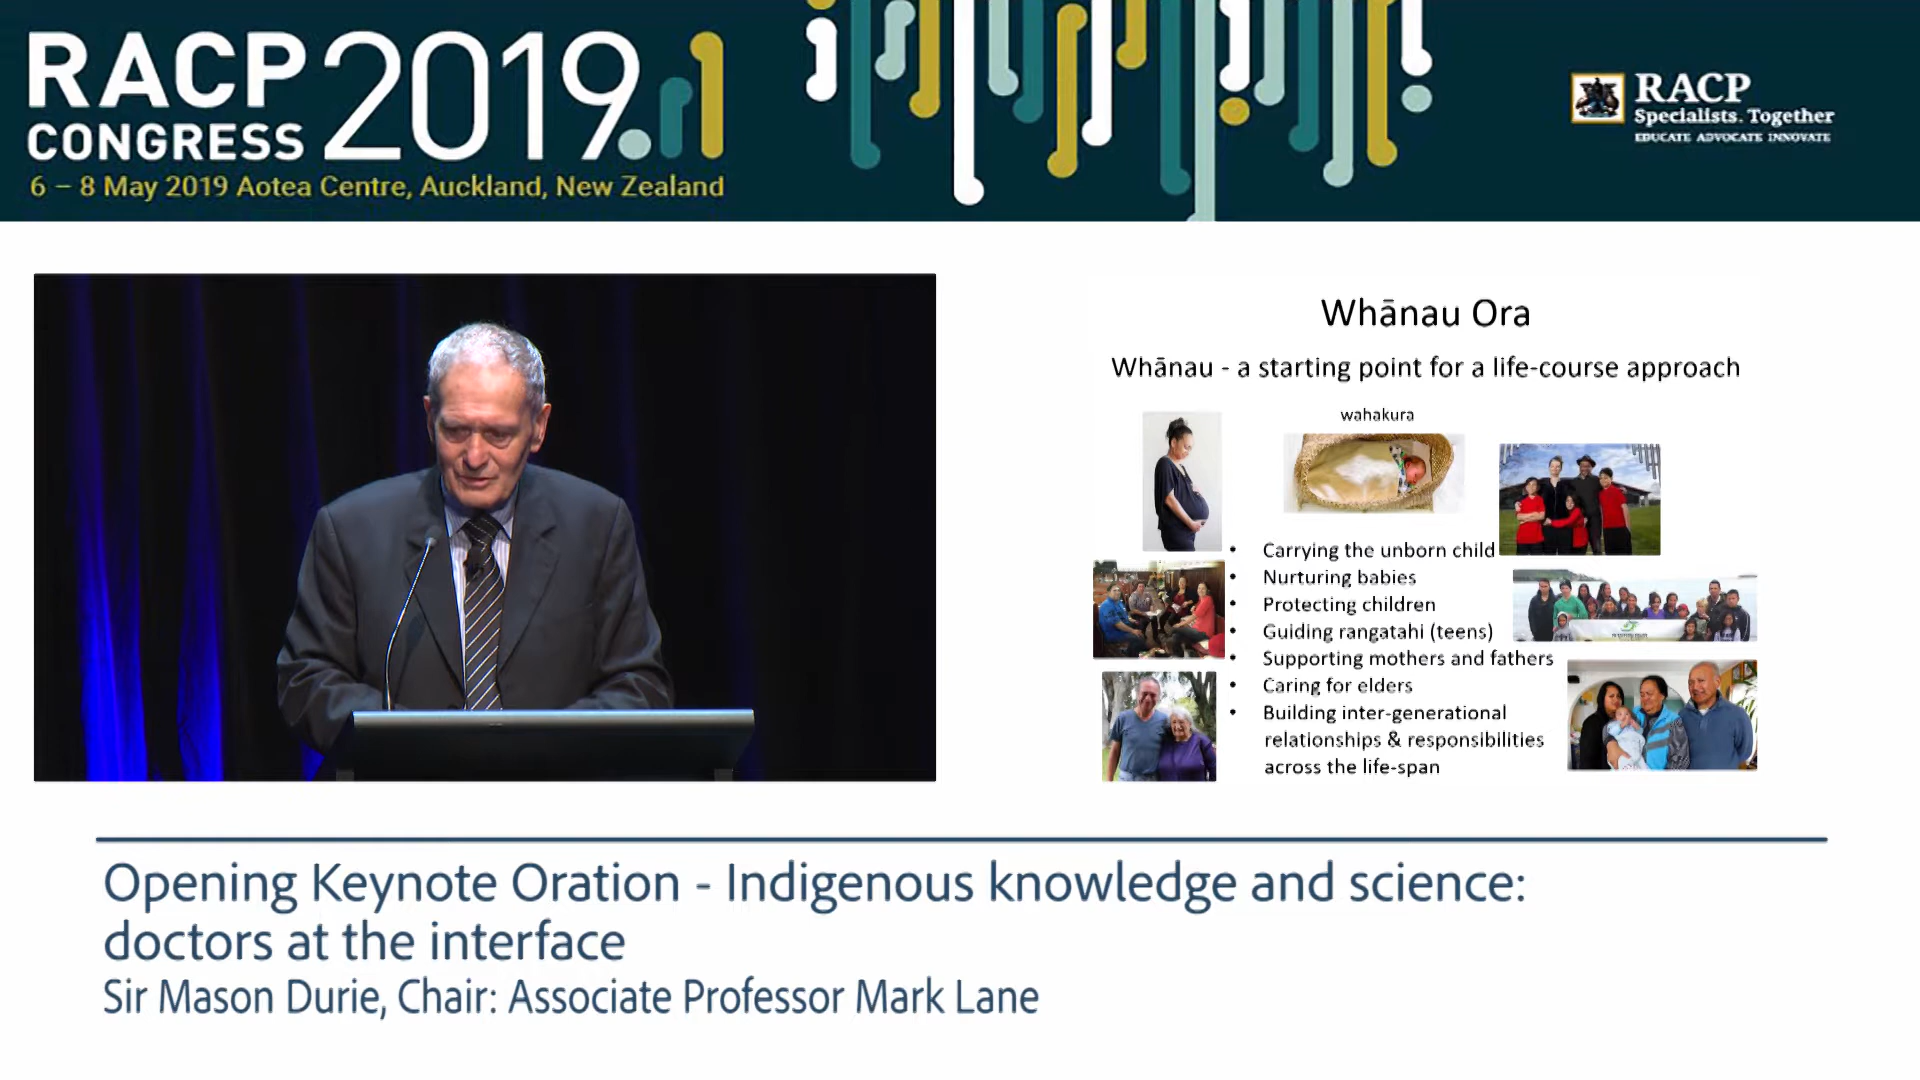 RACP
CONGRESS
2019
6 – 8 May 2019 Aotea Centre, Auckland, New Zealand
RACP
Specialists. Together
EDUCATE ADVOCATE INNOVATE
Whānau Ora
Whānau - a starting point for a life-course approach
wahakura
• Carrying the unborn child
• Nurturing babies
• Protecting children
• Guiding rangatahi (teens)
• Supporting mothers and fathers
• Caring for elders
• Building inter-generational
relationships & responsibilities
across the life-span
Opening Keynote Oration - Indigenous knowledge and science:
doctors at the interface
Sir Mason Durie, Chair: Associate Professor Mark Lane